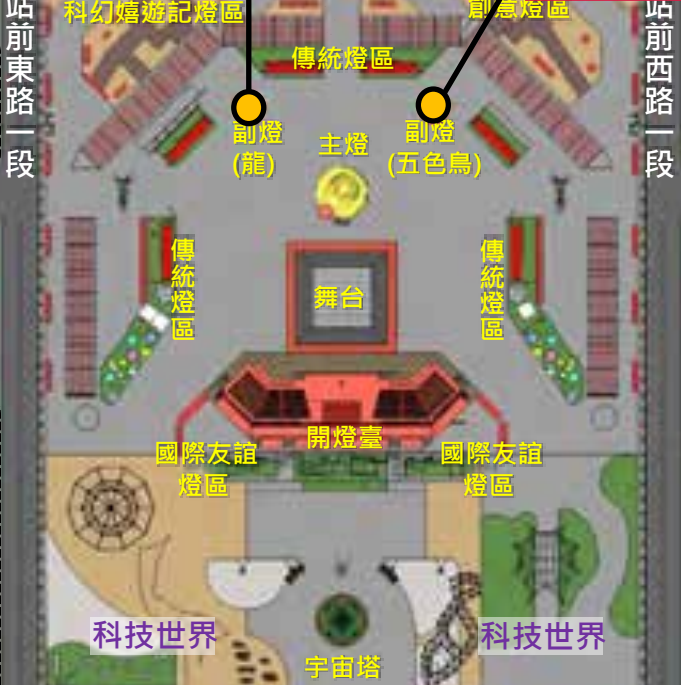 站前東路一段
科幻嬉遊記燈區
創意燈區
站前西路一段
傳統燈區
副燈
(龍)
主燈
副燈
(五色鳥)
傳統燈區
舞台
傳統燈區
開燈臺
國際友誼
燈區
國際友誼
燈區
科技世界
科技世界
宇宙塔